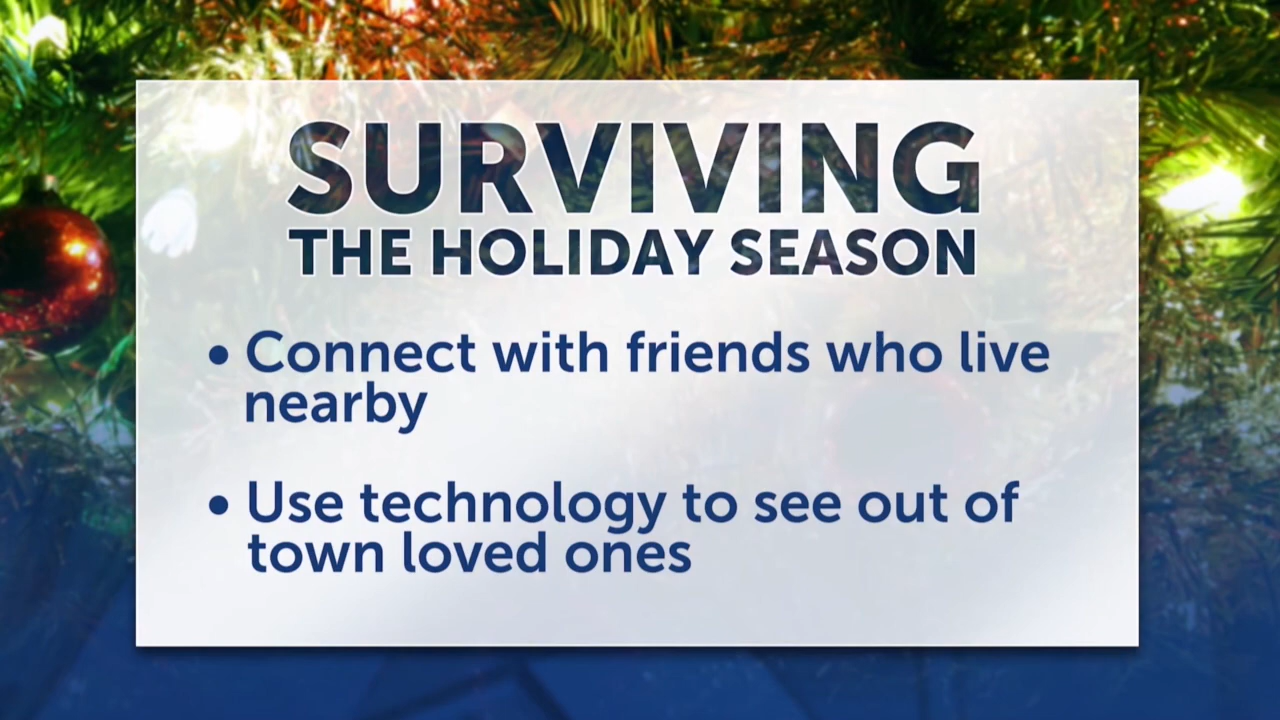 SURVIVING
THE HOLIDAY SEASON
• Connect with friends who live
nearby
• Use technology to see out of
town loved ones